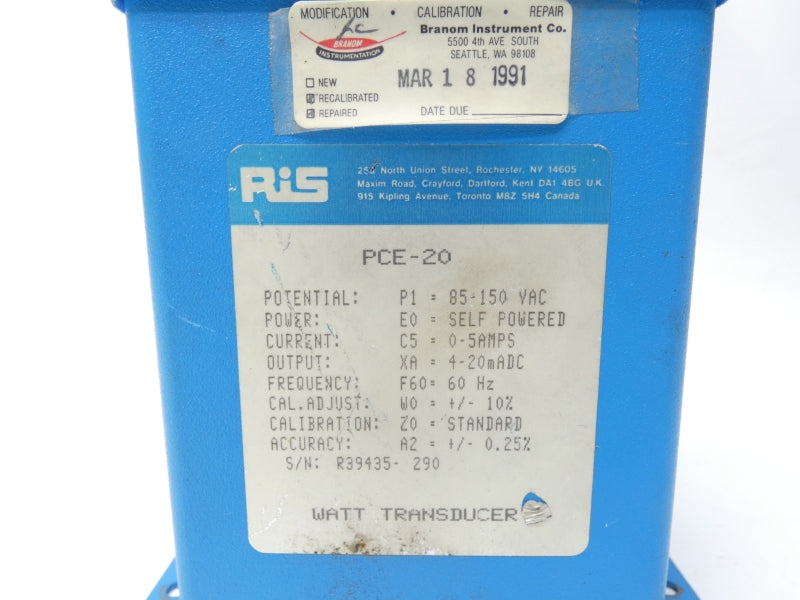 MODIFICATION • CALIBRATION • REPAIR
BRANOM
INSTRUMENTATION
Branom Instrument Co.
5500 4th AVE. SOUTH
SEATTLE, WA 98108
MAR 18 1991
NEW
RECALIBRATED
REPAIRED
DATE DUE
RiS
North Union Street, Rochester, NY 14605
Maxim Road, Crayford, Dartford, Kent DA1 4BG U.K.
915 Kipling Avenue, Toronto M8Z 5H4 Canada
PCE-20
POTENTIAL: P1 = 85-150 VAC
POWER: E0 = SELF POWERED
CURRENT: C5 = 0-5AMPS
OUTPUT: XA = 4-20mADC
FREQUENCY: F60= 60 Hz
CAL.ADJUST: W0 = +/- 10%
CALIBRATION: Z0 = STANDARD
ACCURACY: A2 = +/- 0.25%
S/N: R39435- 290
WATT TRANSDUCER